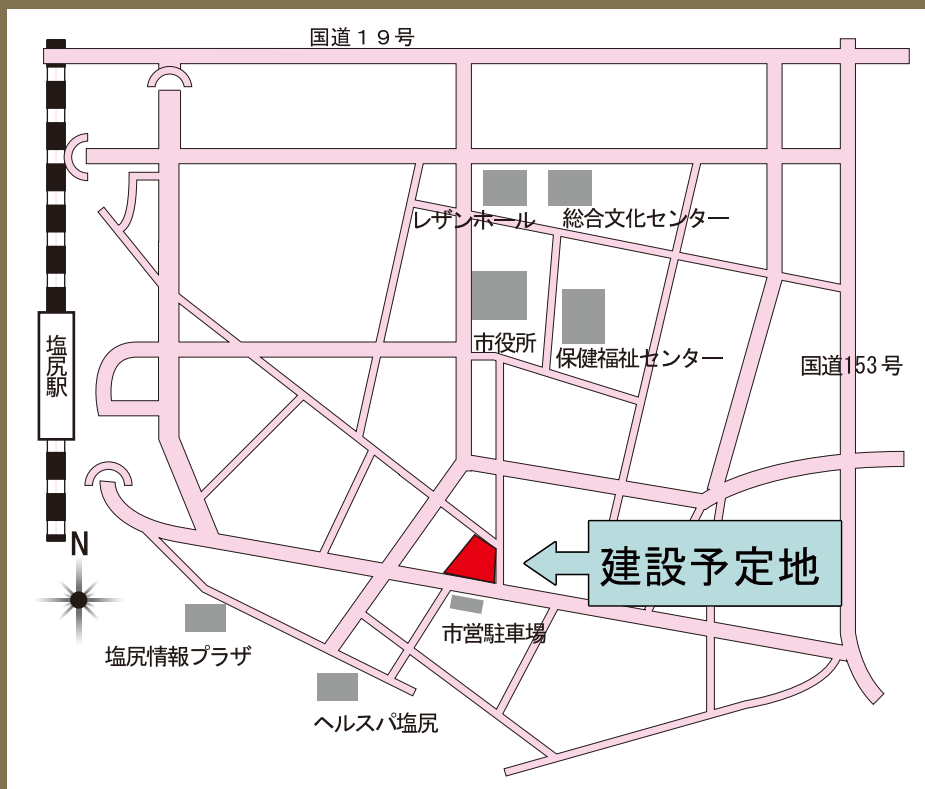 国道１９号
レザンホール
総合文化センター
市役所
保健福祉センター
塩尻駅
国道153号
N
建設予定地
市営駐車場
塩尻情報プラザ
ヘルスパ塩尻